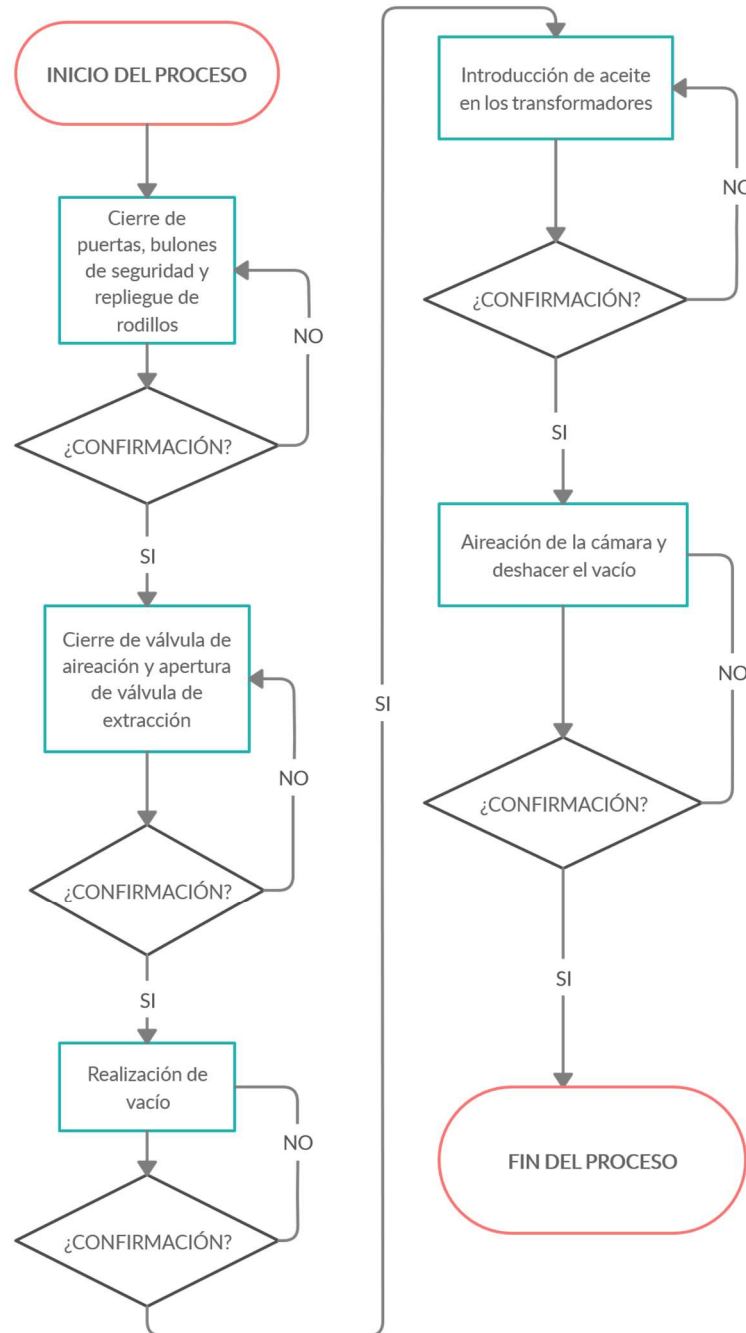 INICIO DEL PROCESO
Cierre de
puertas, bulones
de seguridad y
repliegue de
rodillos
NO
¿CONFIRMACIÓN?
SI
Cierre de válvula de
aireación y apertura
de válvula de
extracción
NO
¿CONFIRMACIÓN?
SI
Realización de
vacío
NO
¿CONFIRMACIÓN?
SI
Introducción de aceite
en los transformadores
NO
¿CONFIRMACIÓN?
SI
Aireación de la cámara y
deshacer el vacío
NO
¿CONFIRMACIÓN?
SI
FIN DEL PROCESO